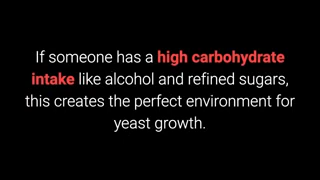 If someone has a high carbohydrate
intake like alcohol and refined sugars,
this creates the perfect environment for
yeast growth.